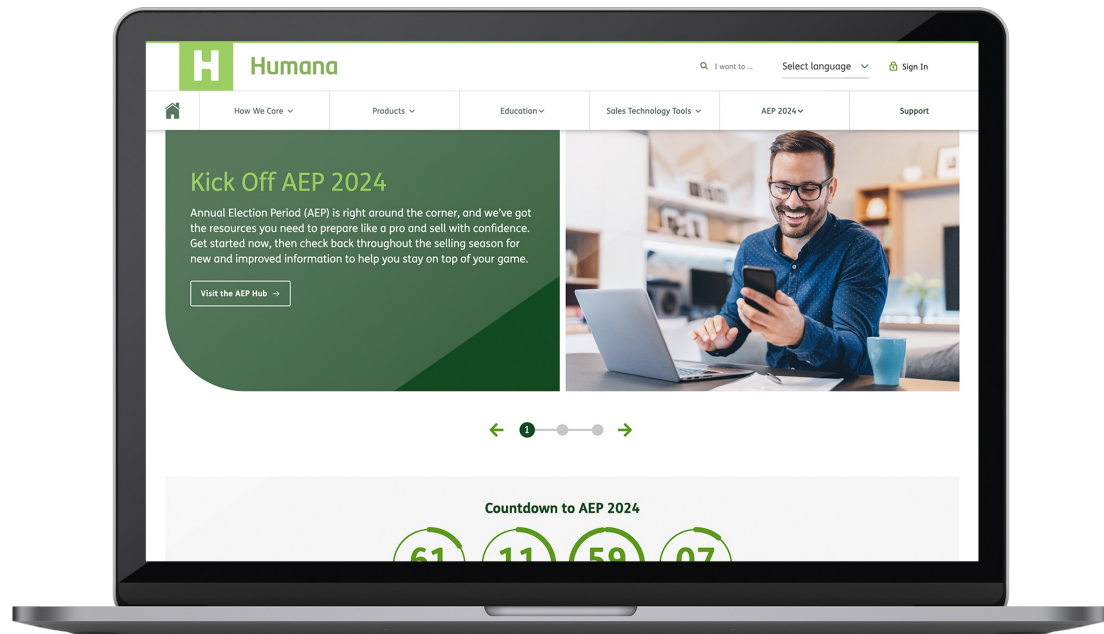 H Humana
I want to ...
Select language
Sign In
How We Care
Products
Education
Sales Technology Tools
AEP 2024
Support
Kick Off AEP 2024
Annual Election Period (AEP) is right around the corner, and we've got
the resources you need to prepare like a pro and sell with confidence.
Get started now, then check back throughout the selling season for
new and improved information to help you stay on top of your game.
Visit the AEP Hub →
1
Countdown to AEP 2024
61 11 59 07